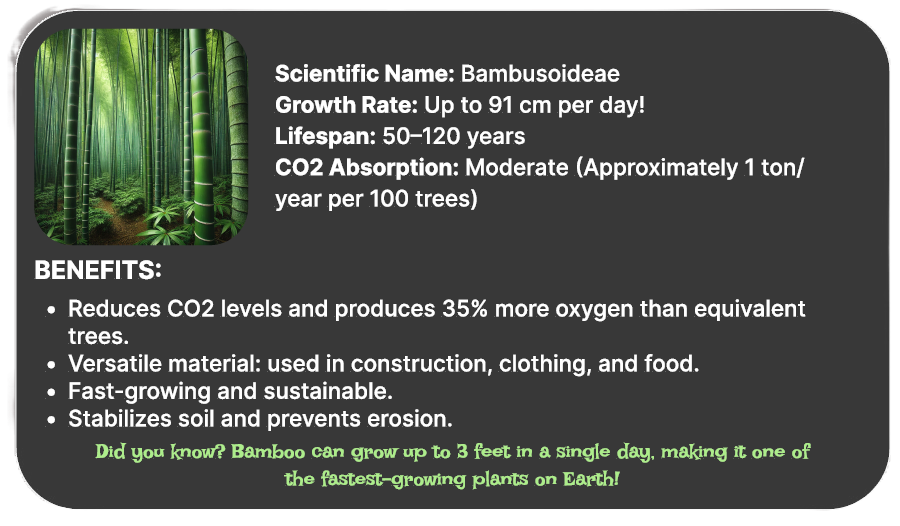 Scientific Name: Bambusoideae
Growth Rate: Up to 91 cm per day!
Lifespan: 50–120 years
CO2 Absorption: Moderate (Approximately 1 ton/
year per 100 trees)
BENEFITS:
• Reduces CO2 levels and produces 35% more oxygen than equivalent
trees.
• Versatile material: used in construction, clothing, and food.
• Fast-growing and sustainable.
• Stabilizes soil and prevents erosion.
Did you know? Bamboo can grow up to 3 feet in a single day, making it one of
the fastest-growing plants on Earth!